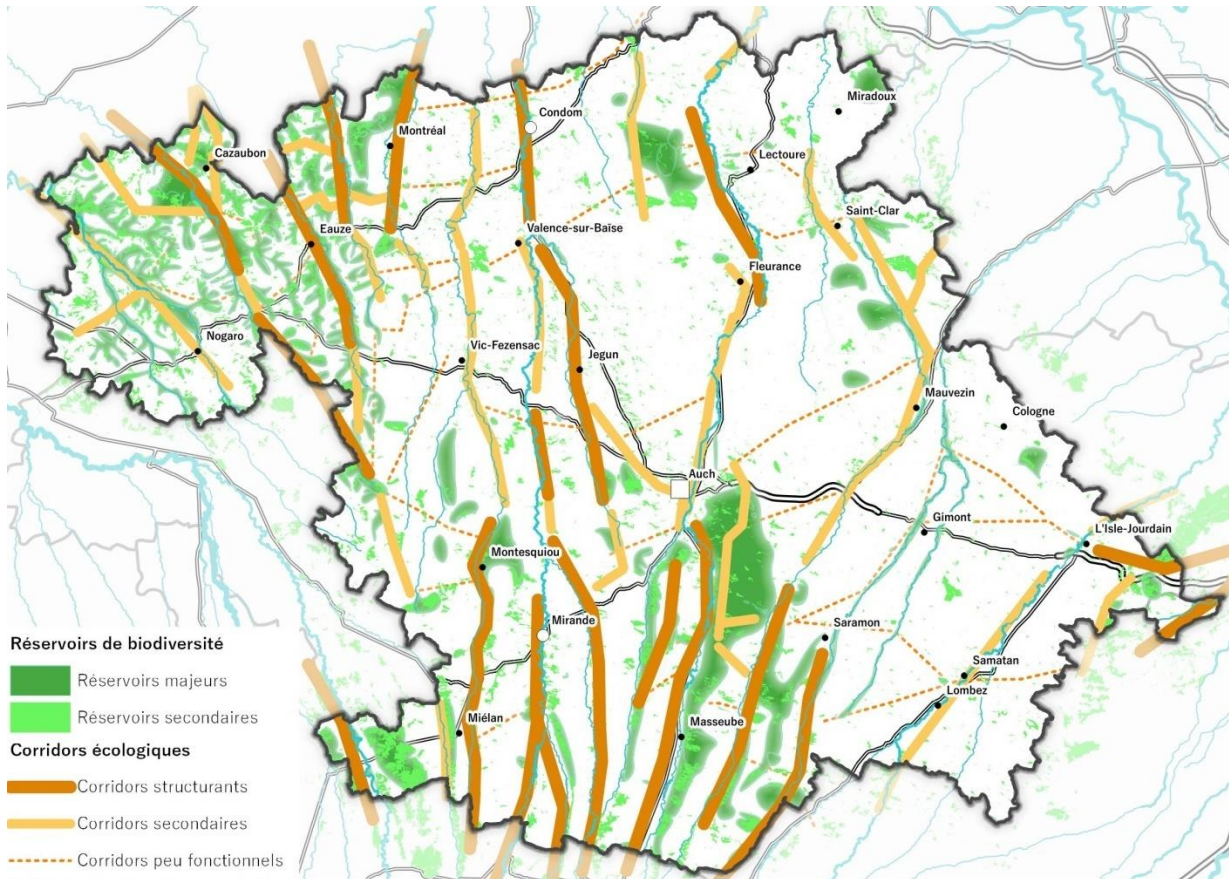 Miradoux
Condom
Montréal
Cazaubon
Lectoure
Saint-Clar
Valence-sur-Baïse
Eauze
Fleurance
Nogaro
Vic-Fezensac
Jegun
Mauvezin
Cologne
Auch
Gimont
L'Isle-Jourdain
Montesquiou
Mirande
Saramon
Samatan
Lombez
Miélan
Masseube
Réservoirs de biodiversité
Réservoirs majeurs
Réservoirs secondaires
Corridors écologiques
Corridors structurants
Corridors secondaires
Corridors peu fonctionnels